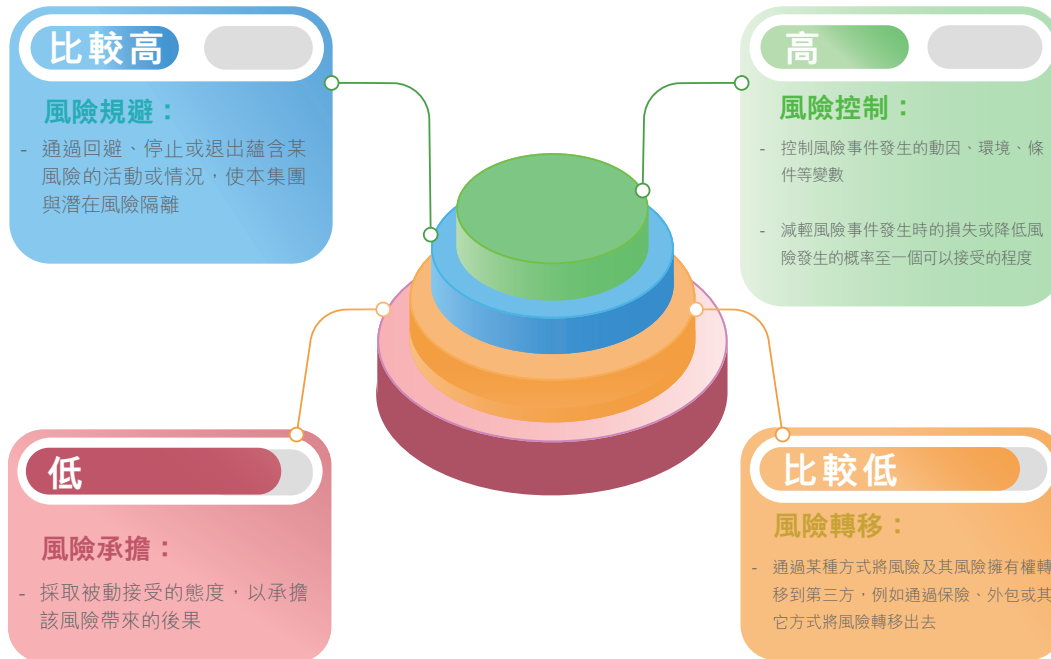 比較高
風險規避：
- 通過回避、停止或退出蘊含某
風險的活動或情況，使本集團
與潛在風險隔離
高
風險控制：
- 控制風險事件發生的動因、環境、條
件等變數
- 減輕風險事件發生時的損失或降低風
險發生的概率至一個可以接受的程度
低
風險承擔：
- 採取被動接受的態度，以承擔
該風險帶來的後果
比較低
風險轉移：
- 通過某種方式將風險及其風險擁有權轉
移到第三方，例如通過保險、外包或其
它方式將風險轉移出去